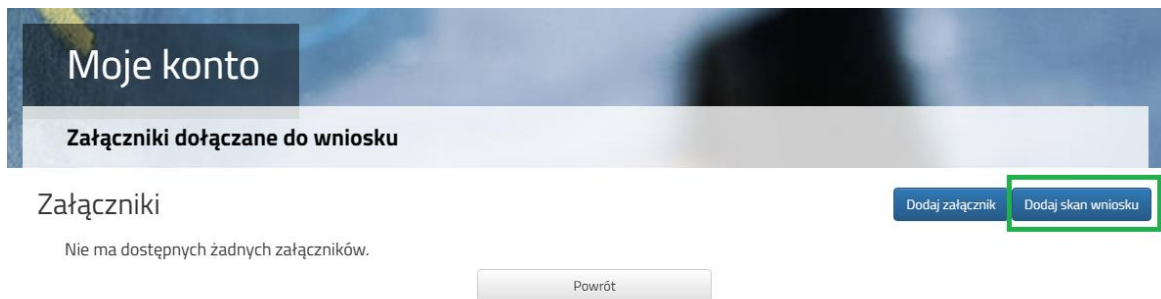 Moje konto
Załączniki dołączane do wniosku
Załączniki
Dodaj załącznik
Dodaj skan wniosku
Nie ma dostępnych żadnych załączników.
Powrót